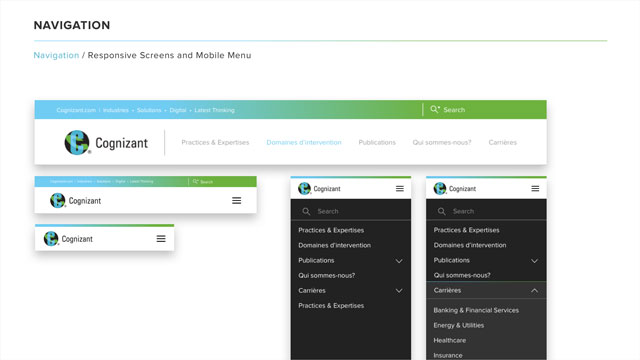 NAVIGATION
Navigation / Responsive Screens and Mobile Menu
Cognizant.com | Industries Solutions Digital Latest Thinking Search
Cognizant Practices & Expertises Domaines d'intervention Publications Qui sommes-nous? Carrières
Cognizant.com Industries Solutions Digital Latest Thinking Search
Cognizant
Cognizant
Cognizant
Search
Practices & Expertises
Domaines d'intervention
Publications
Qui sommes-nous?
Carrières
Practices & Expertises
Cognizant
Search
Practices & Expertises
Domaines d'intervention
Publications
Qui sommes-nous?
Carrières
Banking & Financial Services
Energy & Utilities
Healthcare
Insurance